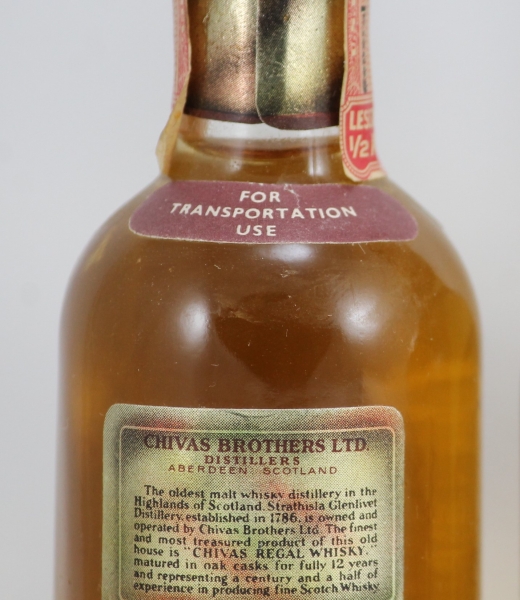 LES
1/2
FOR
TRANSPORTATION
USE
CHIVAS BROTHERS LTD.
DISTILLERS
ABERDEEN SCOTLAND
The oldest malt whisky distillery in the
Highlands of Scotland, Strathisla Glenlivet
Distillery, established in 1786, is owned and
operated by Chivas Brothers Ltd. The finest
and most treasured product of this old
house is "CHIVAS REGAL WHISKY,"
matured in oak casks for fully 12 years
and representing a century and a half of
experience in producing fine Scotch Whisky.